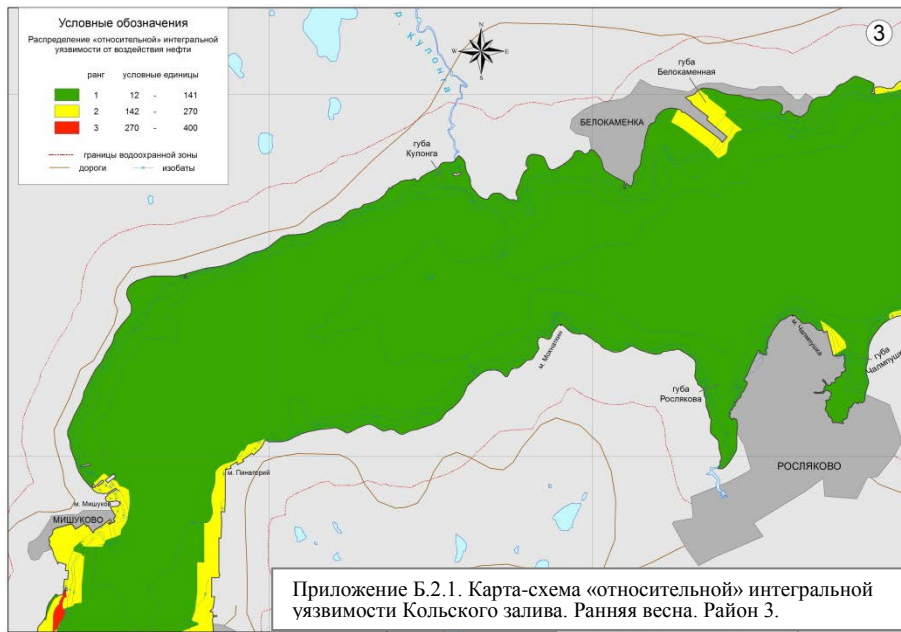 Условные обозначения
Распределение «относительной» интегральной
уязвимости от воздействия нефти
ранг условные единицы
1 12 - 141
2 142 - 270
3 270 - 400
границы водоохранной зоны
дороги изобаты
р. Кулонга
N
W E
S
3
губа
Белокаменная
БЕЛОКАМЕНКА
губа
Кулонга
м. Мохнаткин
м. Чалмпушка
губа
Чалмпушка
губа
Рослякова
РОСЛЯКОВО
м. Пинагорий
м. Мишуков
МИШУКОВО
Приложение Б.2.1. Карта-схема «относительной» интегральной
уязвимости Кольского залива. Ранняя весна. Район 3.